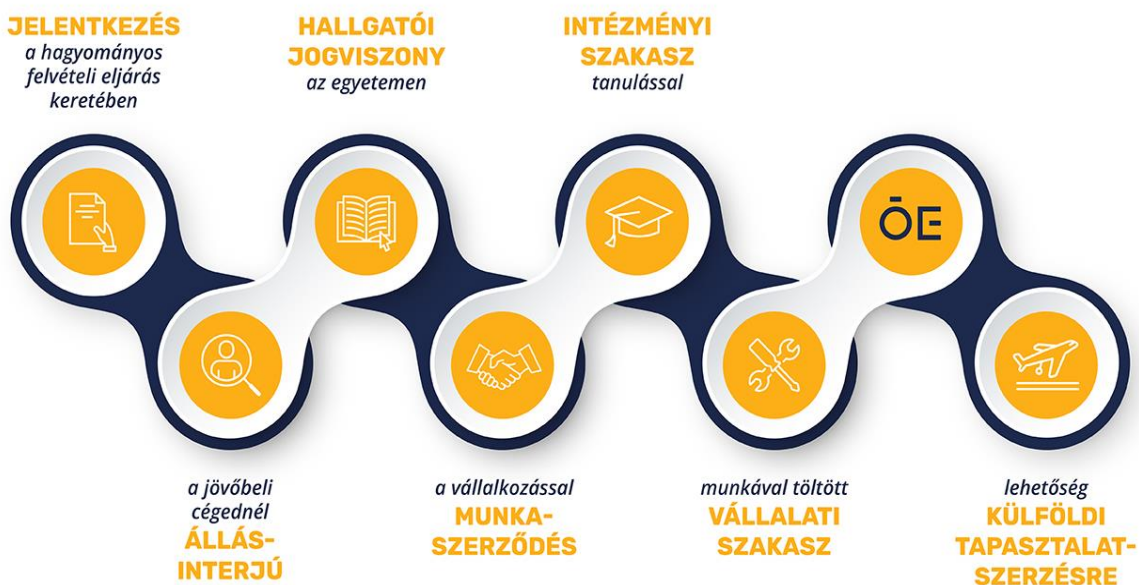 JELENTKEZÉS
a hagyományos
felvételi eljárás
keretében
a jövőbeli
cégednél
ÁLLÁS-
INTERJÚ
HALLGATÓI
JOGVISZONY
az egyetemen
a vállalkozással
MUNKA-
SZERZŐDÉS
INTÉZMÉNYI
SZAKASZ
tanulással
munkával töltött
VÁLLALATI
SZAKASZ
ŌE
lehetőség
KÜLFÖLDI
TAPASZTALAT-
SZERZÉSRE